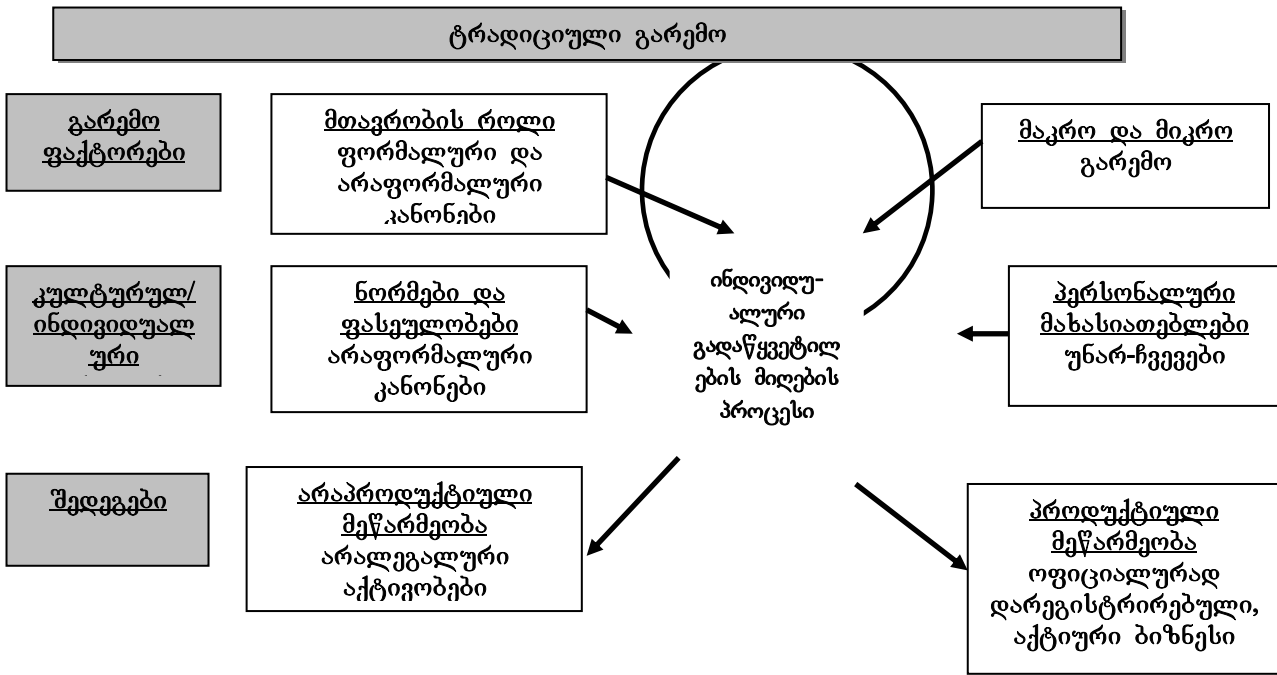 ტრადიციული გარემო
გარემო
ფაქტორები
მთავრობის როლი
ფორმალური და
არაფორმალური
კანონები
მაკრო და მიკრო
გარემო
კულტურულ/
ინდივიდუალ
ური
ნორმები და
ფასეულობები
არაფორმალური
კანონები
ინდივიდუ-
ალური
გადაწყვეტილ
ების მიღების
პროცესი
პერსონალური
მახასიათებლები
უნარ-ჩვევები
შედეგები
არაპროდუქტიული
მეწარმეობა
არალეგალური
აქტივობები
პროდუქტიული
მეწარმეობა
ოფიციალურად
დარეგისტრირებული,
აქტიური ბიზნესი